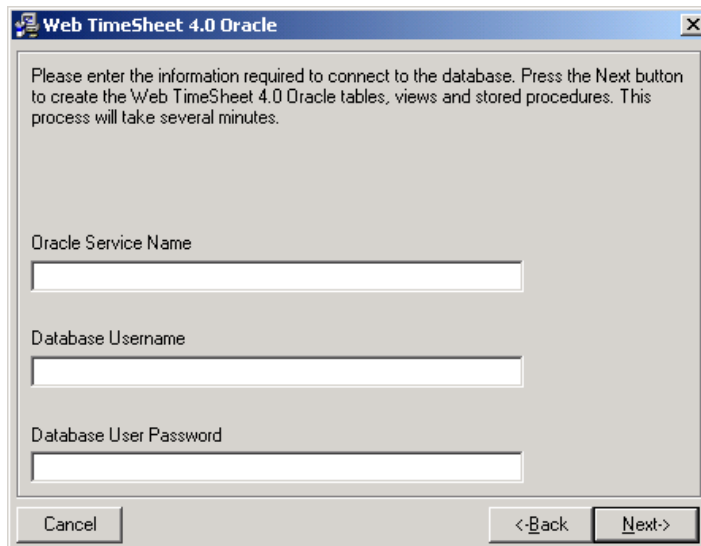 Web TimeSheet 4.0 Oracle
Please enter the information required to connect to the database. Press the Next button
to create the Web TimeSheet 4.0 Oracle tables, views and stored procedures. This
process will take several minutes.
Oracle Service Name
Database Username
Database User Password
Cancel
<-Back
Next->